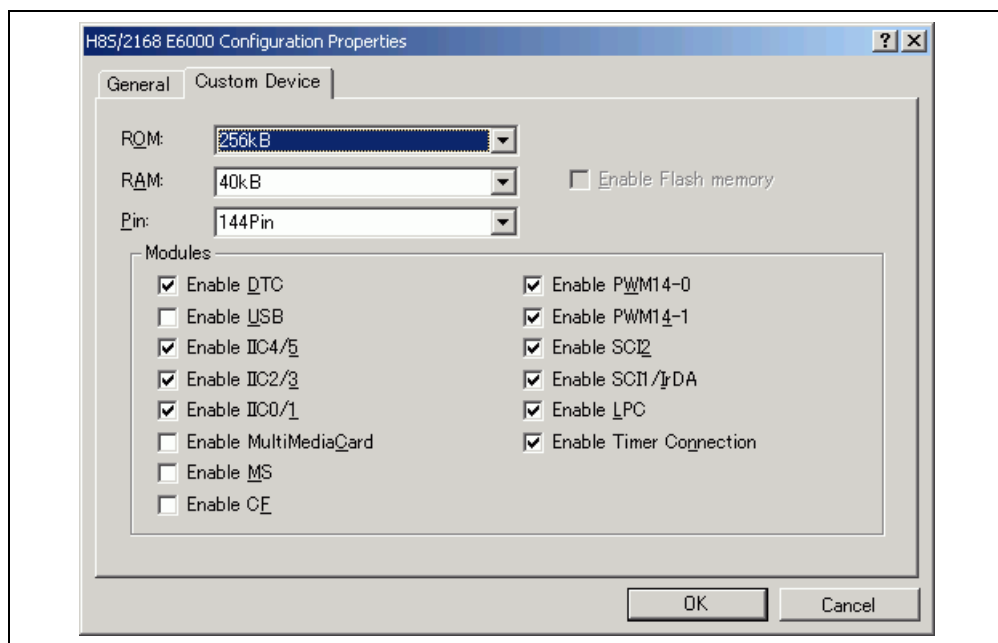 H8S/2168 E6000 Configuration Properties
General Custom Device
ROM: 256kB
RAM: 40kB Enable Flash memory
Pin: 144Pin
Modules
Enable DTC Enable PWM14-0
Enable USB Enable PWM14-1
Enable IIC4/5 Enable SCI2
Enable IIC2/3 Enable SCI1/IrDA
Enable IIC0/1 Enable LPC
Enable MultiMediaCard Enable Timer Connection
Enable MS
Enable CF
OK Cancel